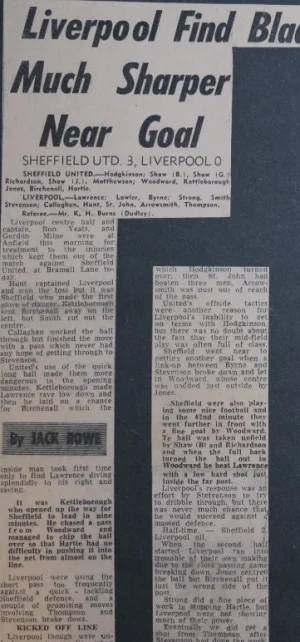 Liverpool Find Bla
Much Sharper
Near Goal
SHEFFIELD UTD. 3, LIVERPOOL 0
SHEFFIELD UNITED.—Hodgkinson; Shaw (B.), Shaw (G.)
Richardson, Shaw (J.), Matthewson; Woodward, Kettleborough
Jones, Birchenall, Hartle.
LIVERPOOL.—Lawrence; Lawler, Byrne; Strong, Smith
Stevenson; Callaghan, Hunt, St. John, Arrowsmith, Thompson.
Referee.—Mr. K. H. Burns (Dudley).
Liverpool centre half and
captain, Ron Yeats, and
Gordon Milne were at
Anfield this morning for
treatment to the injuries
which kept them out of the
match against Sheffield
United, at Bramall Lane to-
day.
Hunt captained Liverpool
and won the toss but it was
Sheffield who made the first
show of danger. Kettleborough
sent Birchenall away on the
left, but Smith cut out the
centre.
Callaghan worked the ball
through but finished the move
with a pass which never had
any hope of getting through to
Stevenson.
United's use of the quick
long ball made them more
dangerous in the opening
minutes. Kettleborough made
Lawrence save low down and
then he laid on a chance
for Birchenall which the
By JACK ROWE
inside man took first time
only to find Lawrence diving
splendidly to his right and
saving.
It was Kettleborough
who opened up the way for
Sheffield to lead in nine
minutes. He chased a pass
from Woodward and
managed to chip the ball
over so that Hartle had no
difficulty in pushing it into
the net from almost on the
line.
Liverpool were using the
short pass too frequently
against a quick - tackling
Sheffield defence, and a
couple of promising moves
involving Thompson and
Stevenson broke down.
KICKED OFF LINE
Liverpool though were un-
which Hodgkinson turned
over, then St. John had
beaten three men, Arrow-
smith was just out of reach
of the pass.
United's offside tactics
were another reason for
Liverpool's inability to get
on terms with Hodgkinson,
but there was no doubt about
the fact that their mid-field
play was often full of class.
Sheffield went near to
getting another goal when a
link-up between Byrne and
Stevenson broke down and let
in Woodward whose centre
was pushed just outside by
Jones.
Sheffield were also play-
ing some nice football and
in the 42nd minute they
went further in front with
a fine goal by Woodward.
The ball was taken upfield
by Shaw (B) and Richardson
and when the full back
turned the ball out to
Woodward he beat Lawrence
with a low hard shot just
inside the far post.
Liverpool's response was an
effort by Stevenson to try
to dribble through, but there
was never much chance that
he would succeed against a
massed defence.
Half-time. — Sheffield 2
Liverpool nil.
When the second half
started Liverpool ran into
trouble of their own making
due to the close passing game
breaking down. Jones retrieved
the ball but Birchenall put it
just the wrong side of the
post.
Strong did a fine piece of
work in stopping Hartle, but
Liverpool were not showing
much of their power.
Eventually we did get a